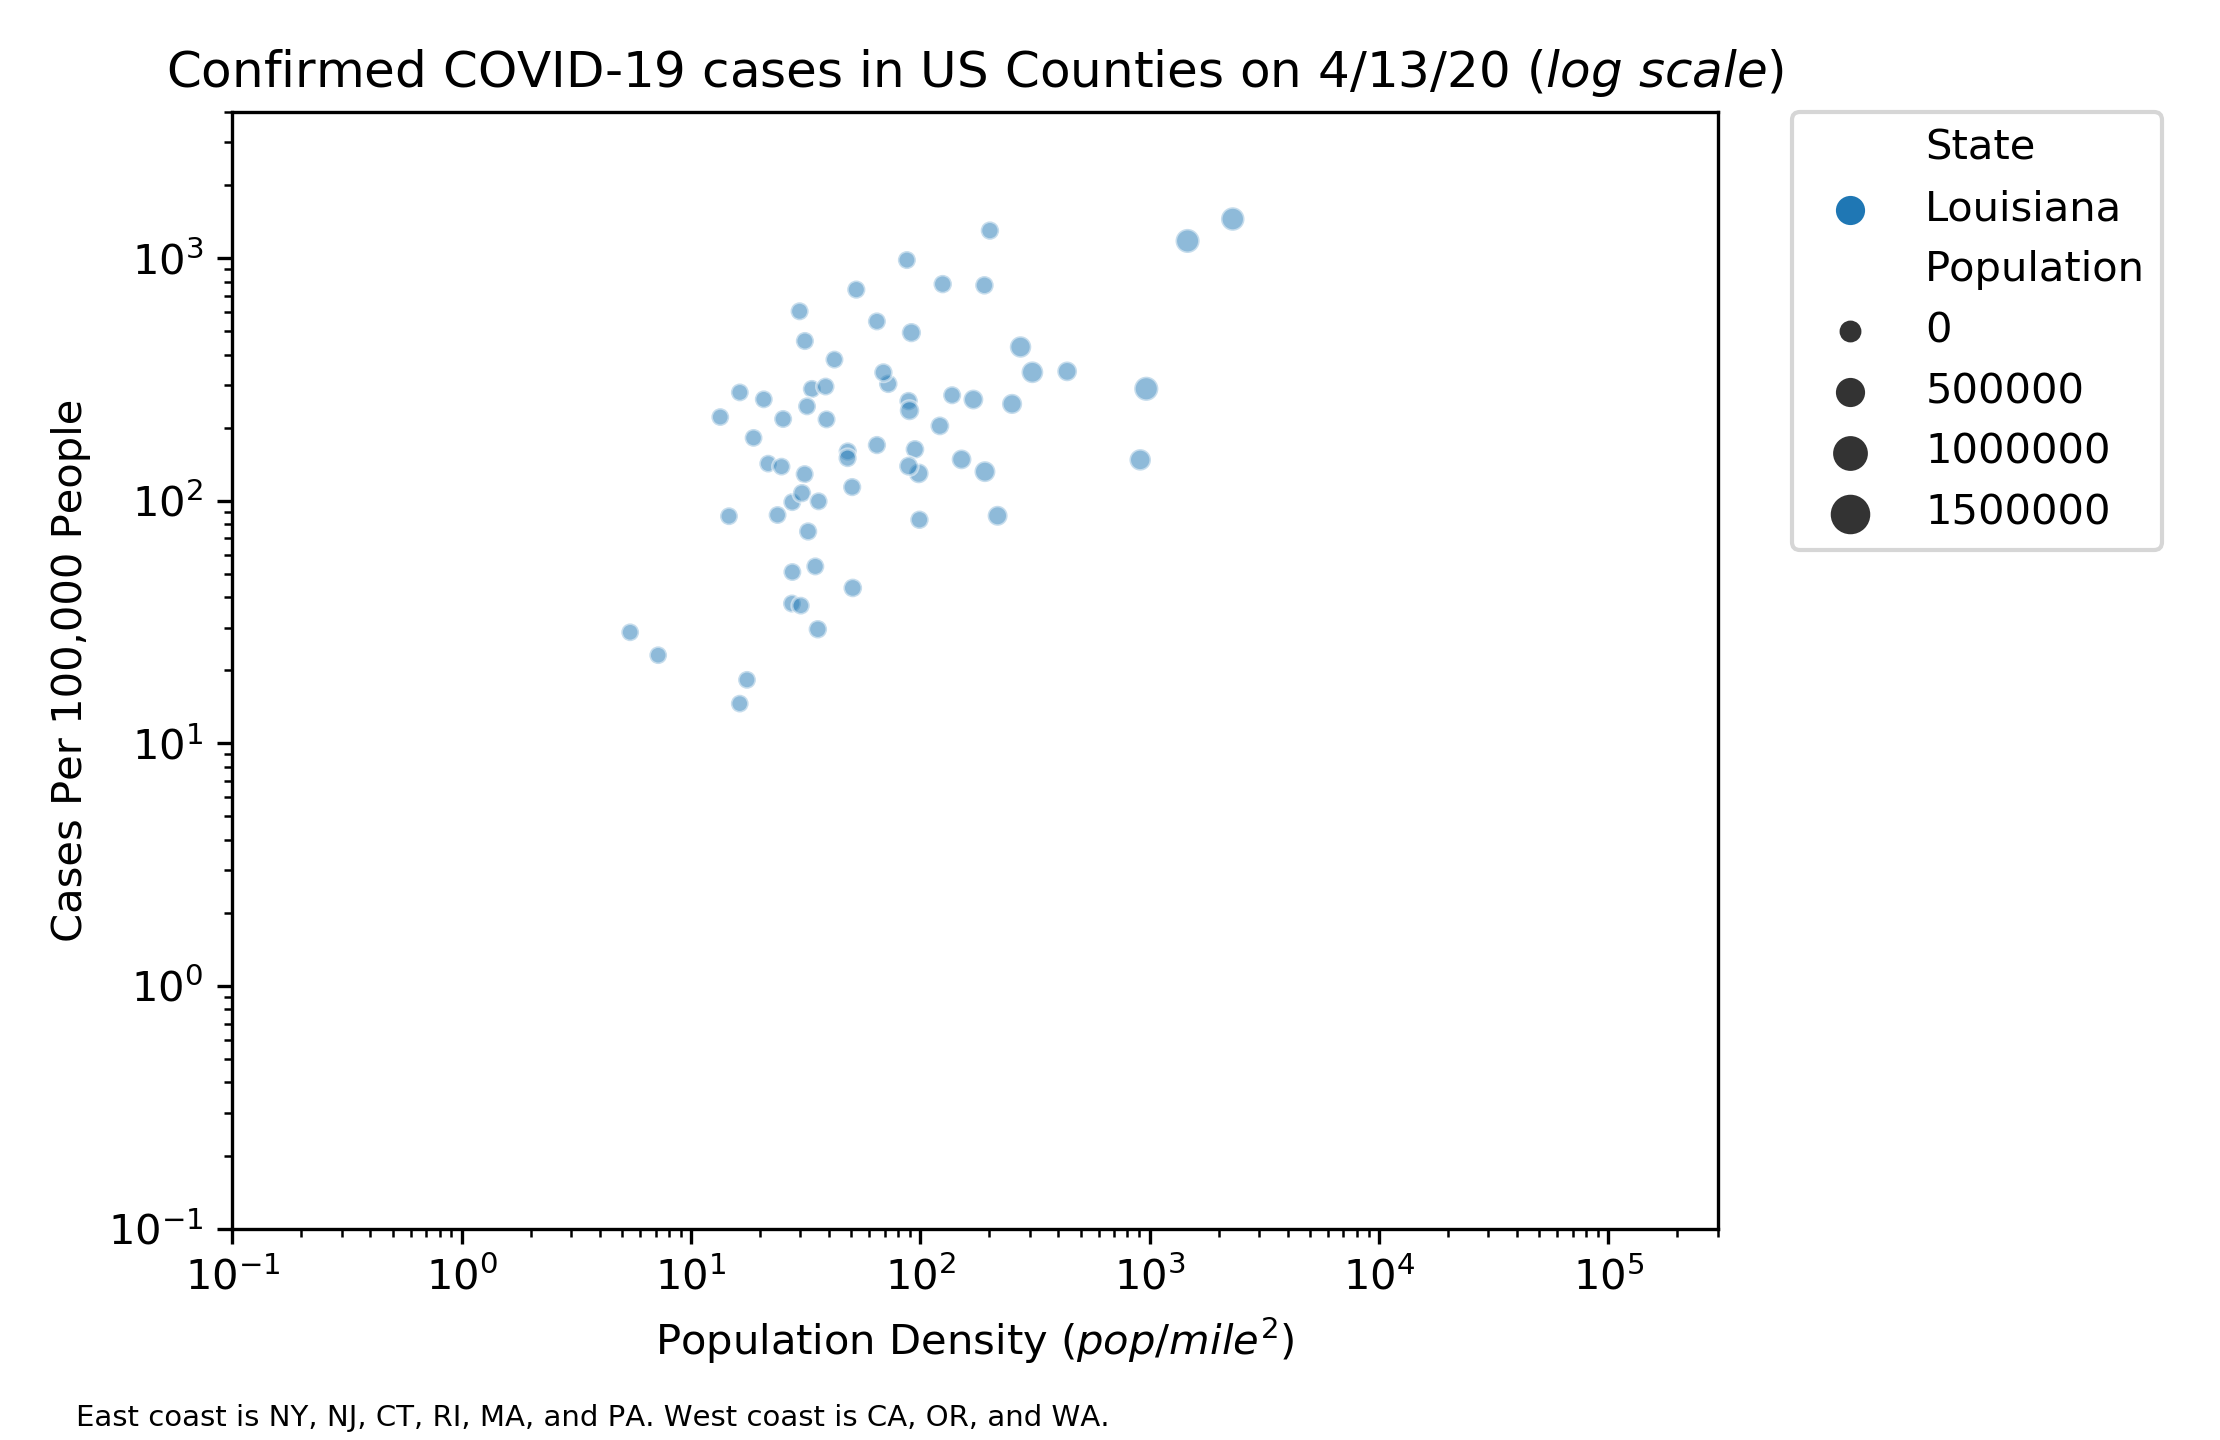 Confirmed COVID-19 cases in US Counties on 4/13/20 (log scale)
State
Louisiana
Population
0
500000
1000000
1500000
Cases Per 100,000 People
10³
10²
10¹
10⁰
10⁻¹
10⁻¹ 10⁰ 10¹ 10² 10³ 10⁴ 10⁵
Population Density (pop/mile²)
East coast is NY, NJ, CT, RI, MA, and PA. West coast is CA, OR, and WA.